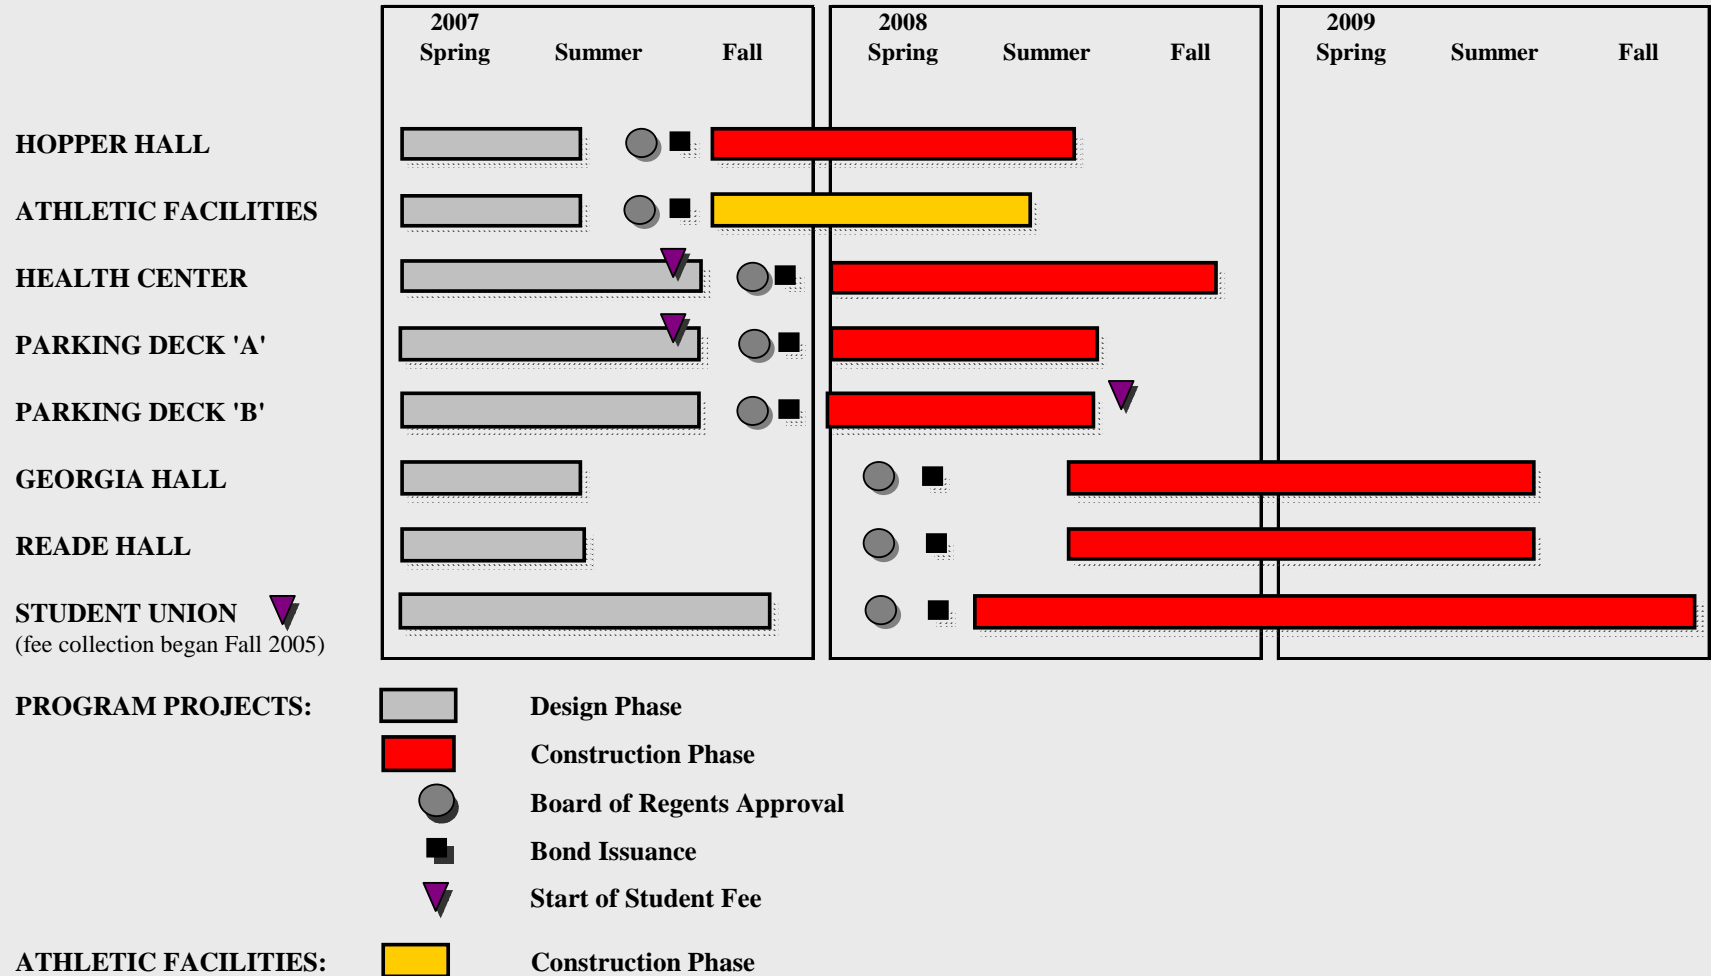 2007 2008 2009
Spring Summer Fall Spring Summer Fall Spring Summer Fall
HOPPER HALL
ATHLETIC FACILITIES
HEALTH CENTER
PARKING DECK 'A'
PARKING DECK 'B'
GEORGIA HALL
READE HALL
STUDENT UNION
(fee collection began Fall 2005)
PROGRAM PROJECTS: Design Phase
Construction Phase
Board of Regents Approval
Bond Issuance
Start of Student Fee
ATHLETIC FACILITIES: Construction Phase